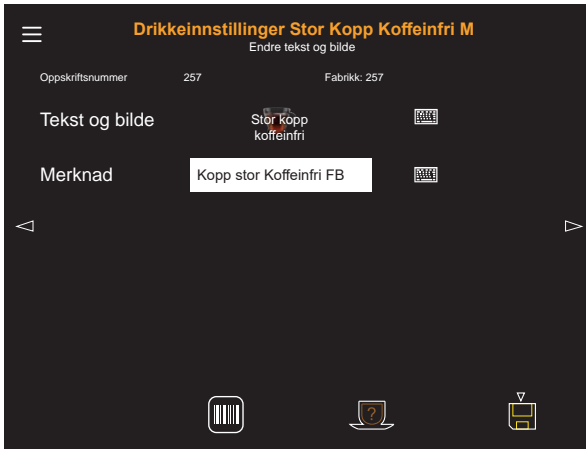 Drikkeinnstillinger Stor Kopp Koffeinfri M
Endre tekst og bilde
Oppskriftsnummer 257 Fabrikk: 257
Tekst og bilde Stor kopp
koffeinfri
Merknad Kopp stor Koffeinfri FB
?